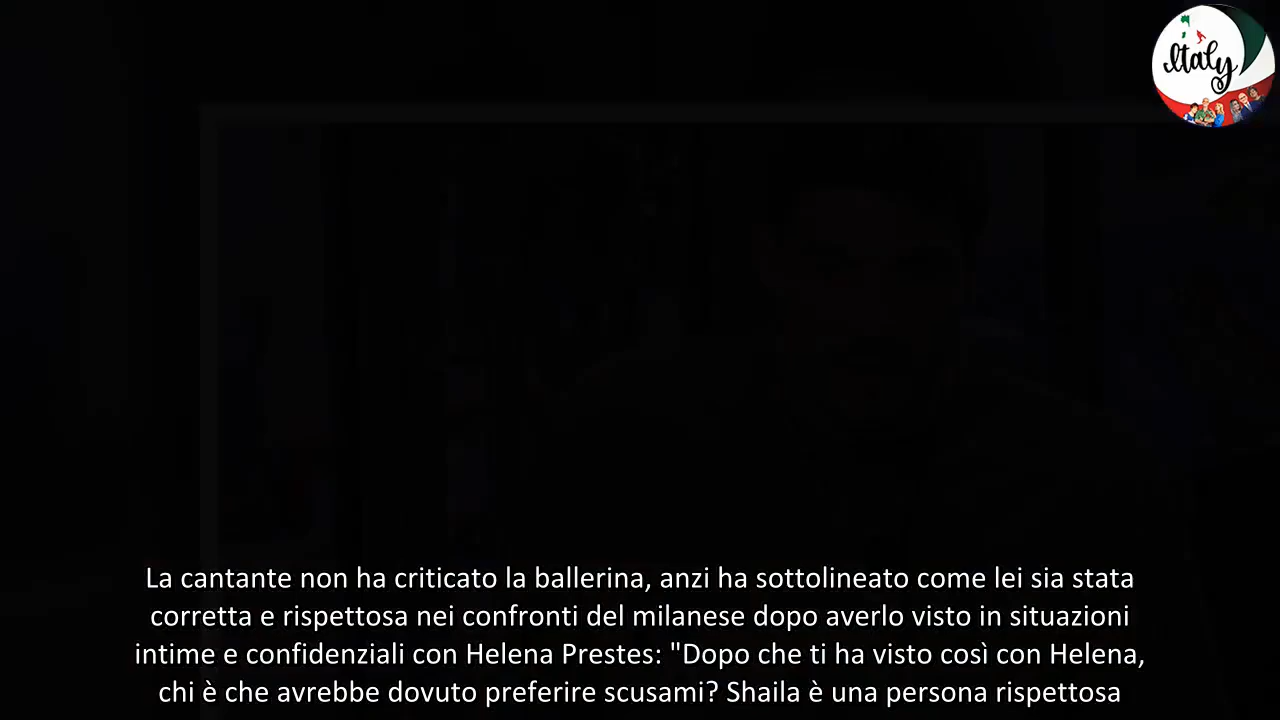 Italy
La cantante non ha criticato la ballerina, anzi ha sottolineato come lei sia stata
corretta e rispettosa nei confronti del milanese dopo averlo visto in situazioni
intime e confidenziali con Helena Prestes: "Dopo che ti ha visto così con Helena,
chi è che avrebbe dovuto preferire scusami? Shaila è una persona rispettosa